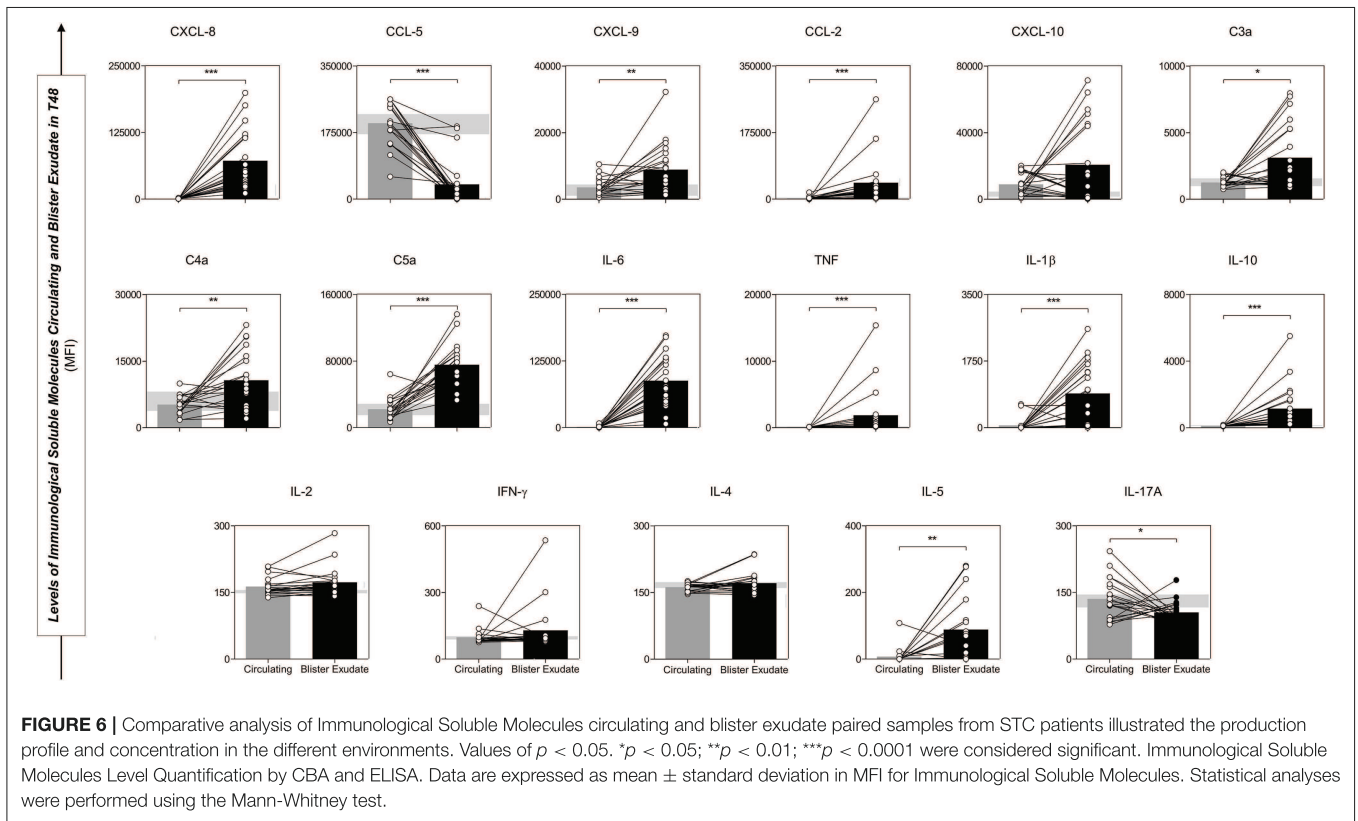 Levels of Immunological Soluble Molecules Circulating and Blister Exudate in T48
(MFI)
CXCL-8 CCL-5 CXCL-9 CCL-2 CXCL-10 C3a
250000 350000 40000 350000 80000 10000
*** *** ** *** *
125000 175000 20000 175000 40000 5000
0 0 0 0 0 0
C4a C5a IL-6 TNF IL-1β IL-10
30000 160000 250000 20000 3500 8000
** *** *** *** *** ***
15000 80000 125000 10000 1750 4000
0 0 0 0 0 0
IL-2 IFN-γ IL-4 IL-5 IL-17A
300 600 300 400 300
** *
150 300 150 200 150
0 0 0 0 0
Circulating Blister Exudate Circulating Blister Exudate Circulating Blister Exudate Circulating Blister Exudate Circulating Blister Exudate
FIGURE 6 | Comparative analysis of Immunological Soluble Molecules circulating and blister exudate paired samples from STC patients illustrated the production
profile and concentration in the different environments. Values of p < 0.05. *p < 0.05; **p < 0.01; ***p < 0.0001 were considered significant. Immunological Soluble
Molecules Level Quantification by CBA and ELISA. Data are expressed as mean ± standard deviation in MFI for Immunological Soluble Molecules. Statistical analyses
were performed using the Mann-Whitney test.